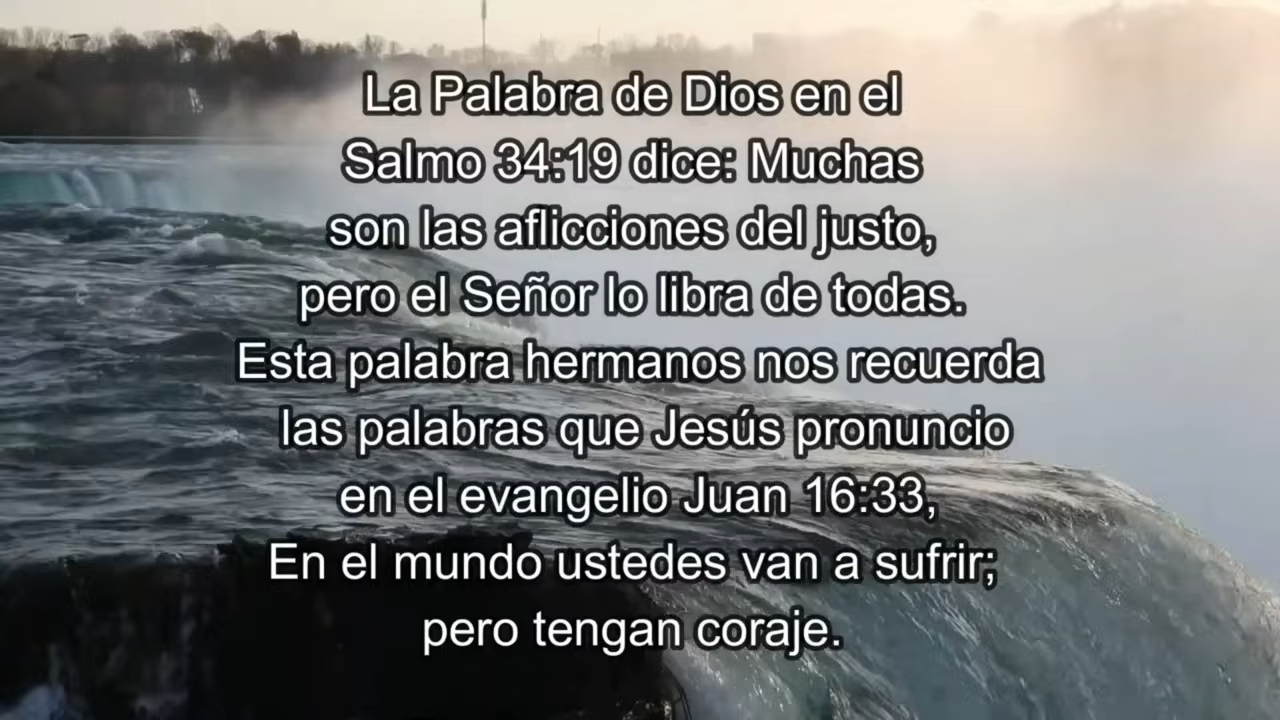 La Palabra de Dios en el
Salmo 34:19 dice: Muchas
son las aflicciones del justo,
pero el Señor lo libra de todas.
Esta palabra hermanos nos recuerda
las palabras que Jesús pronuncio
en el evangelio Juan 16:33,
En el mundo ustedes van a sufrir;
pero tengan coraje.